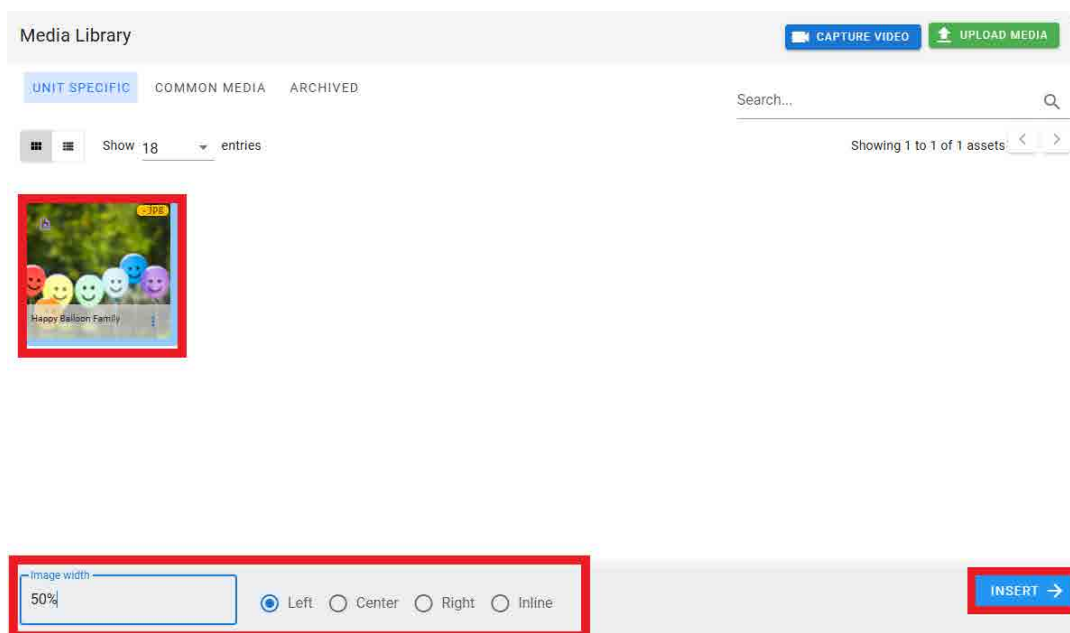 Media Library
CAPTURE VIDEO
UPLOAD MEDIA
UNIT SPECIFIC
COMMON MEDIA
ARCHIVED
Search...
Show 18 entries
Showing 1 to 1 of 1 assets
JPG
Happy Balloon Family
Image width
50%
Left
Center
Right
Inline
INSERT